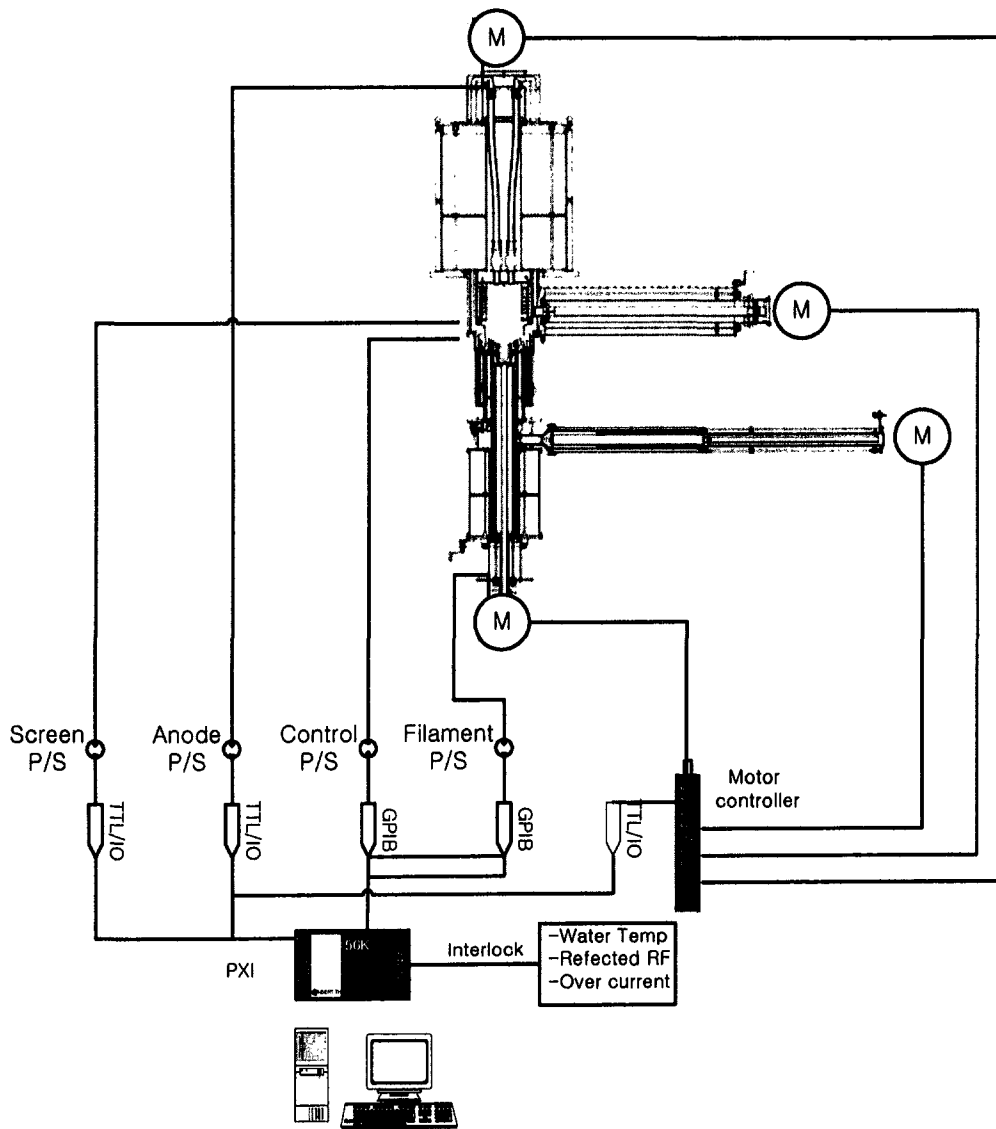 M
M
M
M
Screen
P/S
Anode
P/S
Control
P/S
Filament
P/S
TTL/IO
TTL/IO
GPIB
GPIB
TTL/IO
Motor
controller
PXI
56K
Interlock
-Water Temp
-Refected RF
-Over current